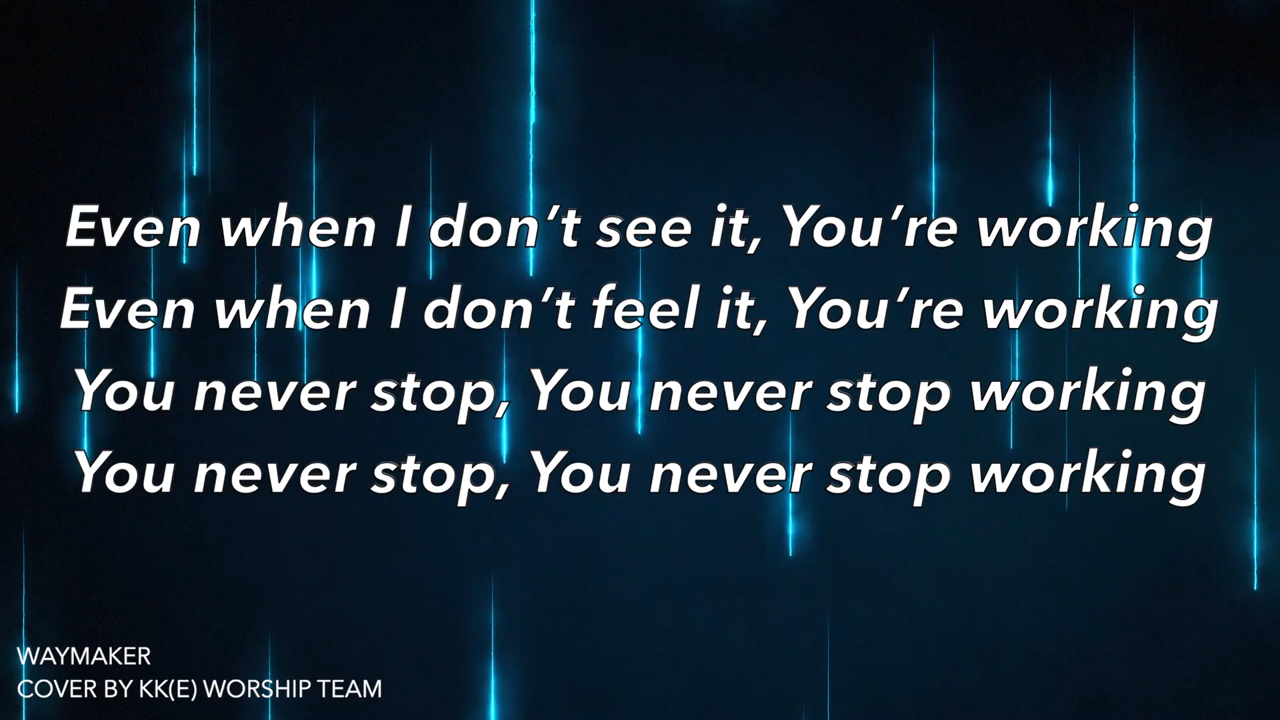 Even when I don’t see it, You’re working
Even when I don’t feel it, You’re working
You never stop, You never stop working
You never stop, You never stop working
WAYMAKER
COVER BY KK(E) WORSHIP TEAM